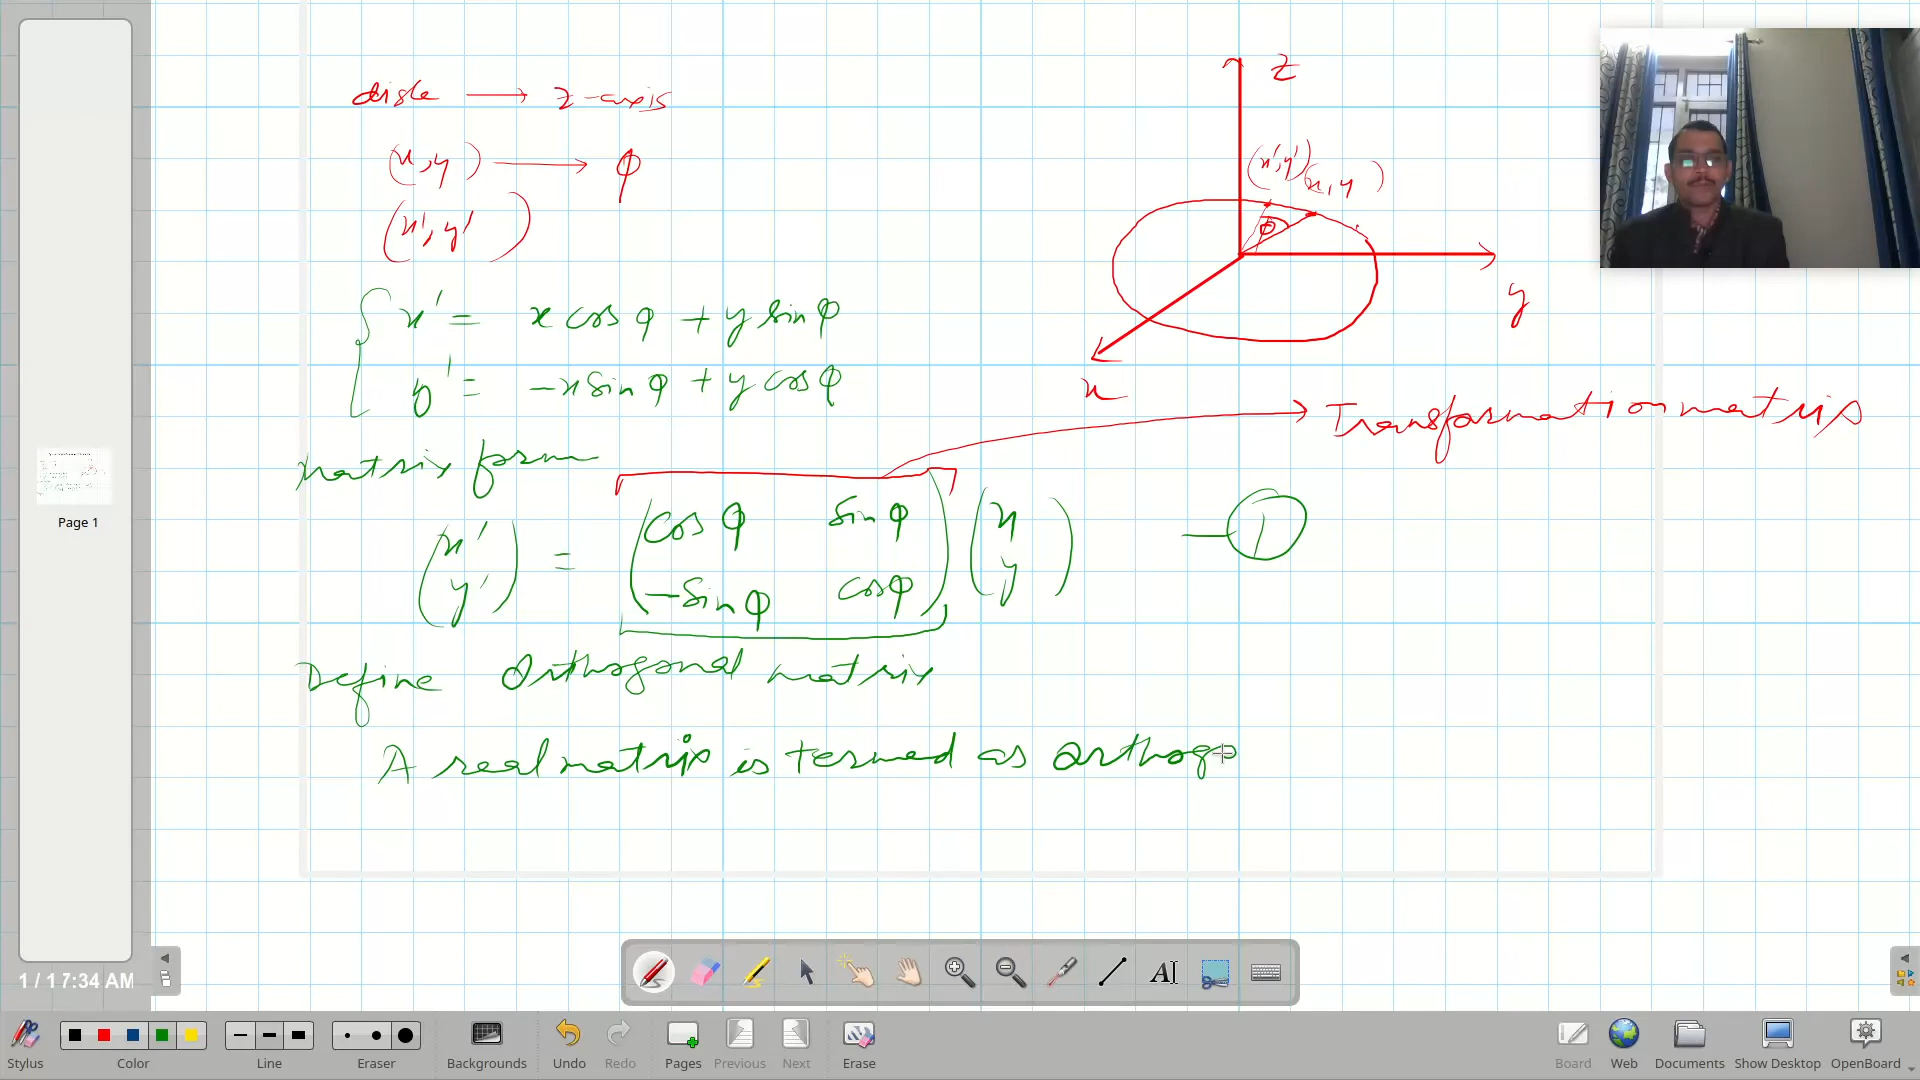 disk → z-axis
(x,y) → φ
(x',y')
x' = x cos φ + y sin φ
y' = -x sin φ + y cos φ
matrix form
(x' y') = (cos φ sin φ -sin φ cos φ) (x y) — 1
Define Orthogonal matrix
A real matrix is termed as orthogo
z
(x',y') (x,y)
φ
y
x
Transformation matrix
Page 1
1 / 1 7:34 AM
Stylus Color Line Eraser Backgrounds Undo Redo Pages Previous Next Erase Board Web Documents Show Desktop OpenBoard